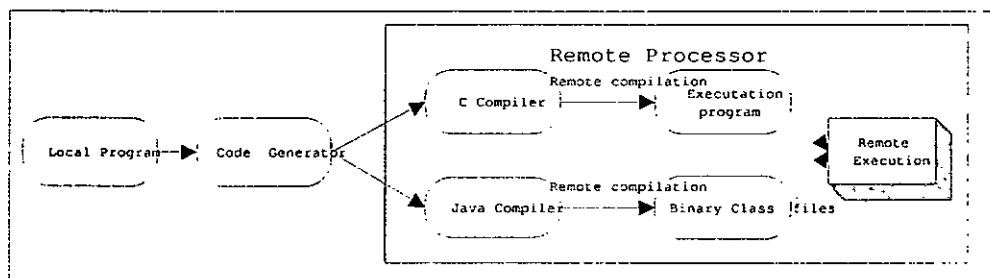 Remote Processor
Remote compilation
C Compiler
Executation
program
Local Program
Code Generator
Remote
Execution
Remote compilation
Java Compiler
Binary Class files